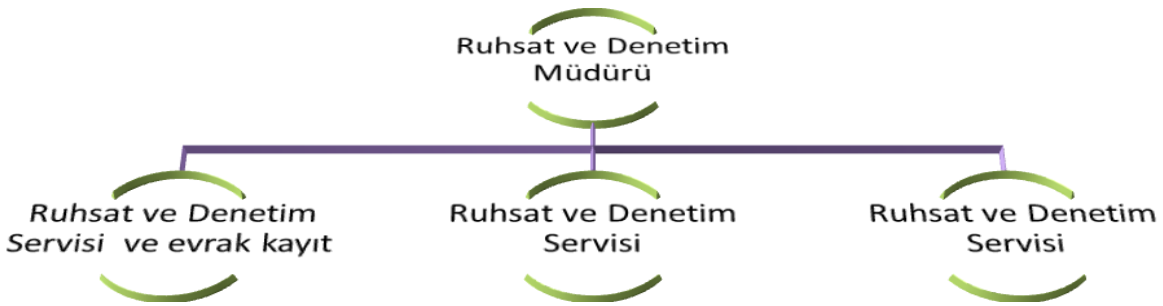 Ruhsat ve Denetim
Müdürü
Ruhsat ve Denetim
Servisi ve evrak kayıt
Ruhsat ve Denetim
Servisi
Ruhsat ve Denetim
Servisi